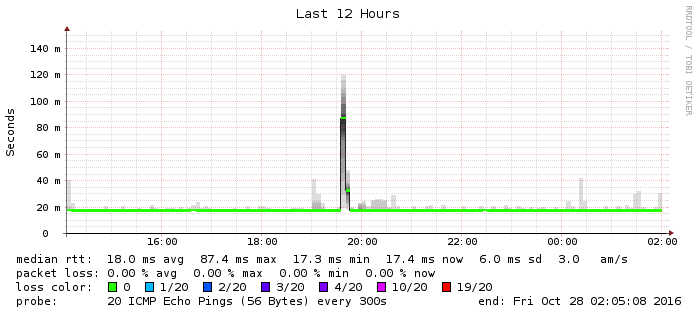 Last 12 Hours
RRDTOOL / TOBI OETIKER
Seconds
140 m
120 m
100 m
80 m
60 m
40 m
20 m
0
16:00 18:00 20:00 22:00 00:00 02:00
median rtt: 18.0 ms avg 87.4 ms max 17.3 ms min 17.4 ms now 6.0 ms sd 3.0 am/s
packet loss: 0.00 % avg 0.00 % max 0.00 % min 0.00 % now
loss color: 0 1/20 2/20 3/20 4/20 10/20 19/20
probe: 20 ICMP Echo Pings (56 Bytes) every 300s end: Fri Oct 28 02:05:08 2016